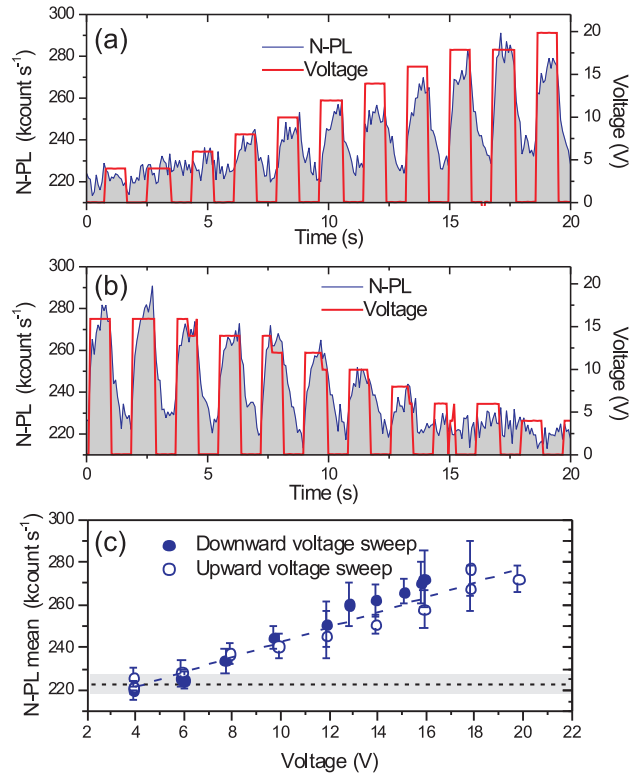 (a)
N-PL
Voltage
N-PL (kcount s⁻¹)
300
280
260
240
220
20
15
10
5
0
Voltage (V)
0 5 10 15 20
Time (s)
(b)
N-PL
Voltage
N-PL (kcount s⁻¹)
300
280
260
240
220
20
15
10
5
0
Voltage (V)
0 5 10 15 20
Time (s)
(c)
Downward voltage sweep
Upward voltage sweep
N-PL mean (kcount s⁻¹)
300
280
260
240
220
2 4 6 8 10 12 14 16 18 20 22
Voltage (V)